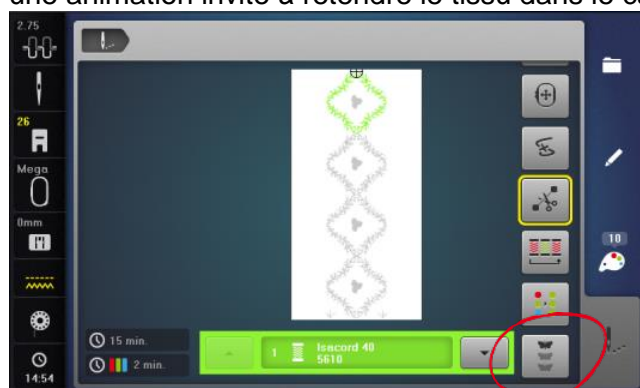 une animation invite à retendre le tissu dans le c
2.75
26
Mega
0mm
14:54
15 min.
2 min.
1
Isacord 40
5610
10